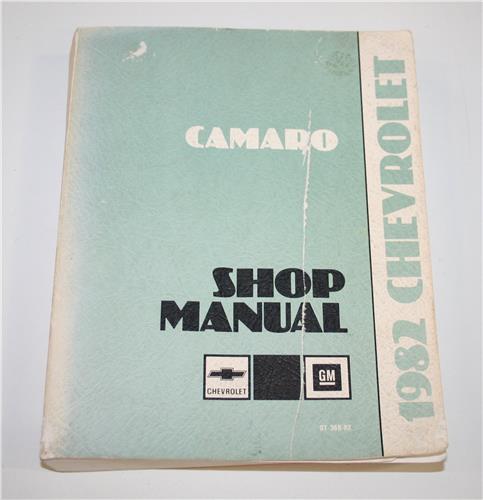 CAMARO
SHOP
MANUAL
CHEVROLET
GM
1982 CHEVROLET